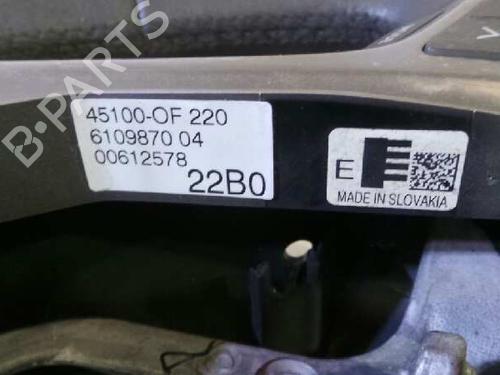 B-PARTS
45100-OF 220
6109870 04
00612578
22B0
E
MADE IN SLOVAKIA